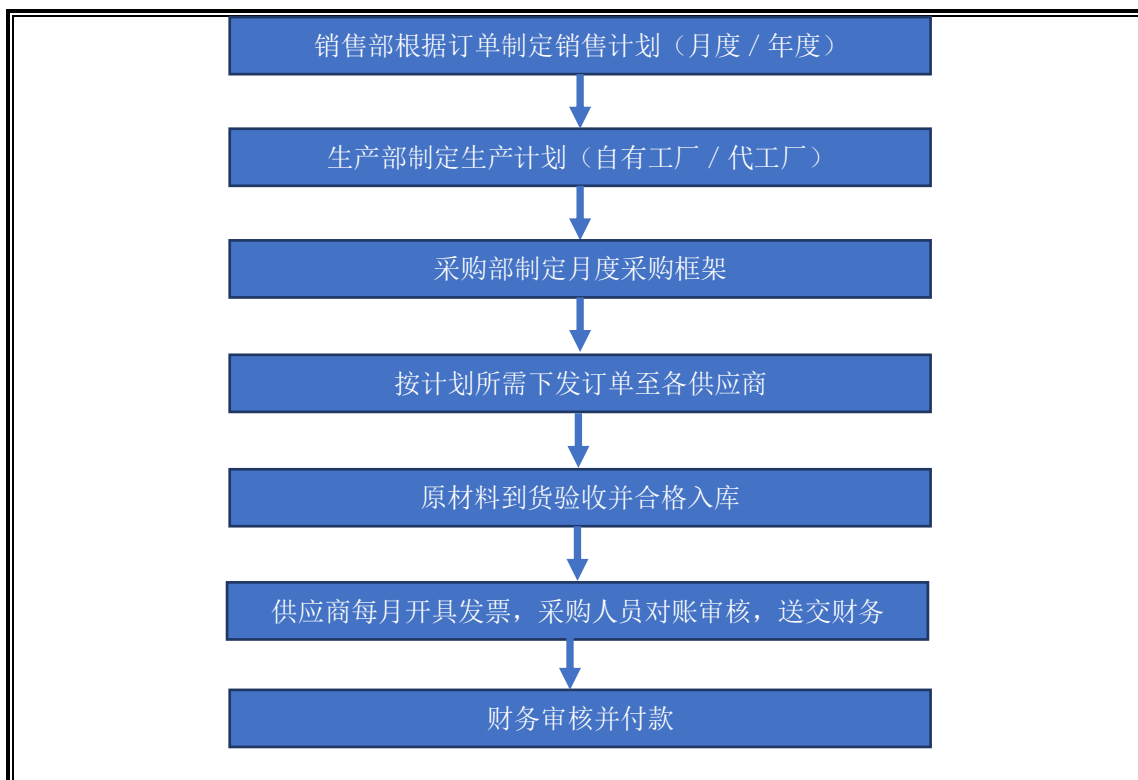 销售部根据订单制定销售计划（月度 / 年度）
生产部制定生产计划（自有工厂 / 代工厂）
采购部制定月度采购框架
按计划所需下发订单至各供应商
原材料到货验收并合格入库
供应商每月开具发票，采购人员对账审核，送交财务
财务审核并付款